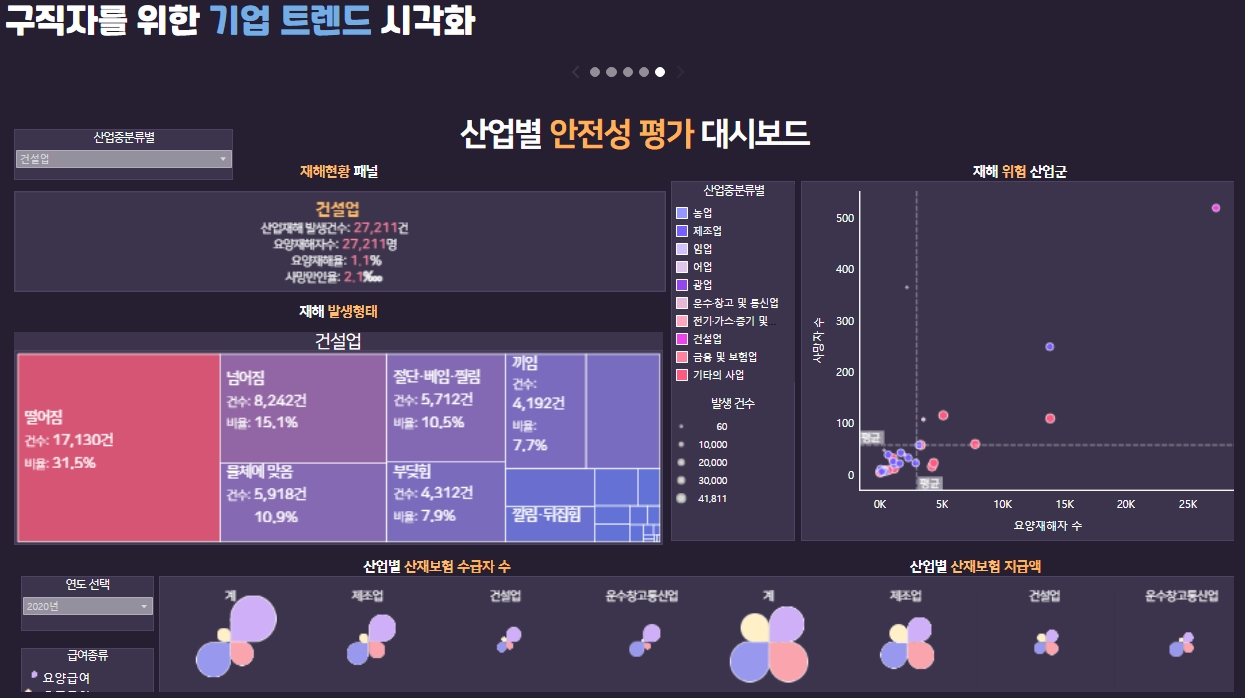 구직자를 위한 기업 트렌드 시각화
산업별 안전성 평가 대시보드
산업중분류별
건설업
재해현황 패널
건설업
산업재해 발생건수: 27,211건
요양재해자수: 27,211명
요양재해율: 1.1%
사망만인율: 2.1‱
재해 발생형태
건설업
떨어짐
건수: 17,130건
비율: 31.5%
넘어짐
건수: 8,242건
비율: 15.1%
물체에 맞음
건수: 5,918건
10.9%
절단·베임·찔림
건수: 5,712건
비율: 10.5%
부딪힘
건수: 4,312건
비율: 7.9%
끼임
건수:
4,192건
비율:
7.7%
깔림·뒤집힘
산업중분류별
농업
제조업
임업
어업
광업
운수·창고 및 통신업
전기·가스·증기 및...
건설업
금융 및 보험업
기타의 사업
발생 건수
60
10,000
20,000
30,000
41,811
재해 위험 산업군
500
400
300
200
100
0
사망자 수
평균
평균
0K 5K 10K 15K 20K 25K
요양재해자 수
연도 선택
2020년
급여종류
요양급여
산업별 산재보험 수급자 수
계 제조업 건설업 운수창고통신업
산업별 산재보험 지급액
계 제조업 건설업 운수창고통신업